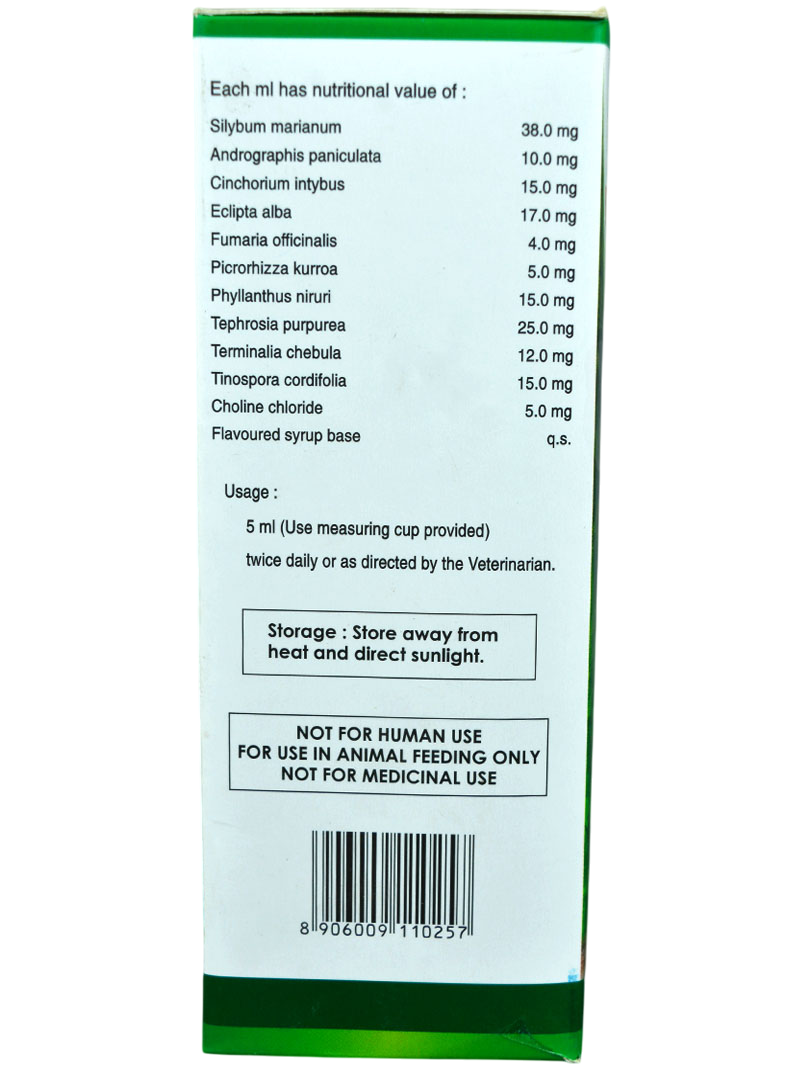 Each ml has nutritional value of :
Silybum marianum 38.0 mg
Andrographis paniculata 10.0 mg
Cinchorium intybus 15.0 mg
Eclipta alba 17.0 mg
Fumaria officinalis 4.0 mg
Picrorhizza kurroa 5.0 mg
Phyllanthus niruri 15.0 mg
Tephrosia purpurea 25.0 mg
Terminalia chebula 12.0 mg
Tinospora cordifolia 15.0 mg
Choline chloride 5.0 mg
Flavoured syrup base q.s.
Usage :
5 ml (Use measuring cup provided)
twice daily or as directed by the Veterinarian.
Storage : Store away from
heat and direct sunlight.
NOT FOR HUMAN USE
FOR USE IN ANIMAL FEEDING ONLY
NOT FOR MEDICINAL USE
8 906009 110257